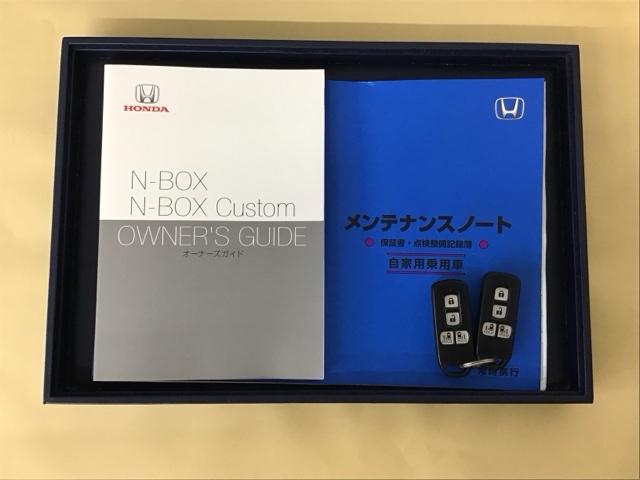 HONDA
N-BOX
N-BOX Custom
OWNER'S GUIDE
オーナーズガイド
メンテナンスノート
保証書・点検整備記録簿
自家用乗用車